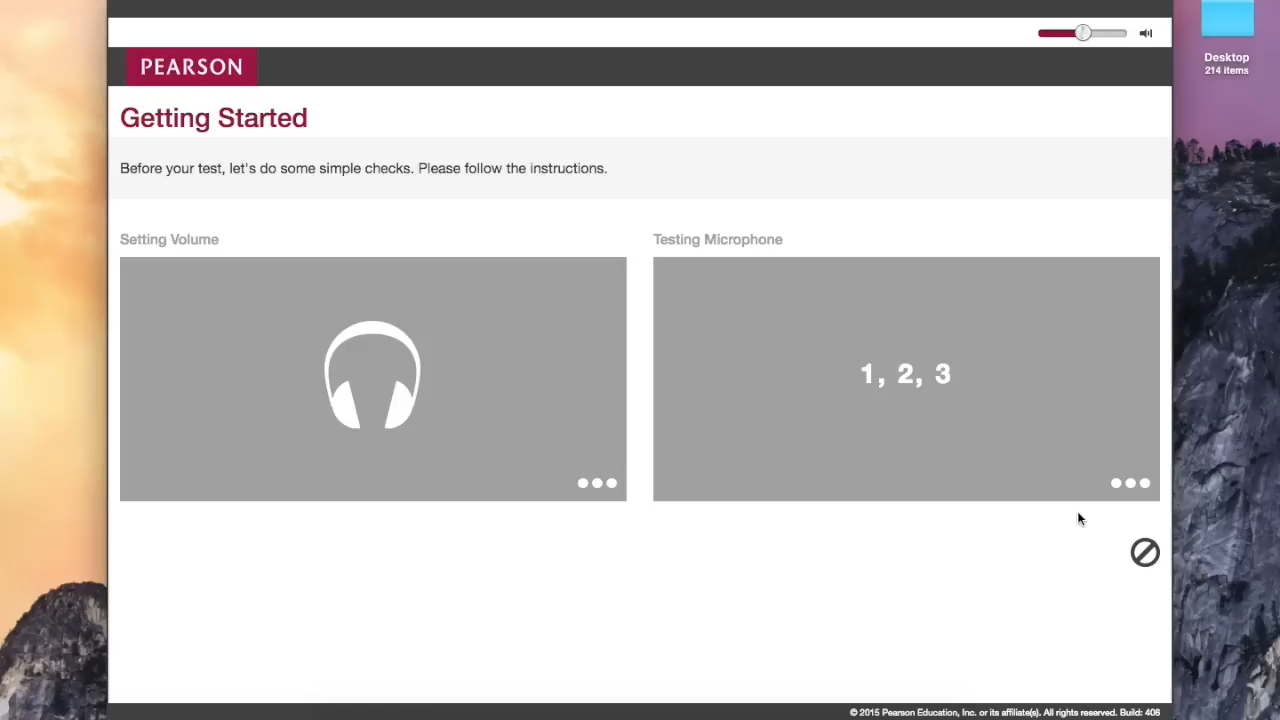 Desktop
214 items
PEARSON
Getting Started
Before your test, let's do some simple checks. Please follow the instructions.
Setting Volume
Testing Microphone
1, 2, 3
© 2015 Pearson Education, Inc. or its affiliate(s). All rights reserved. Build: 406